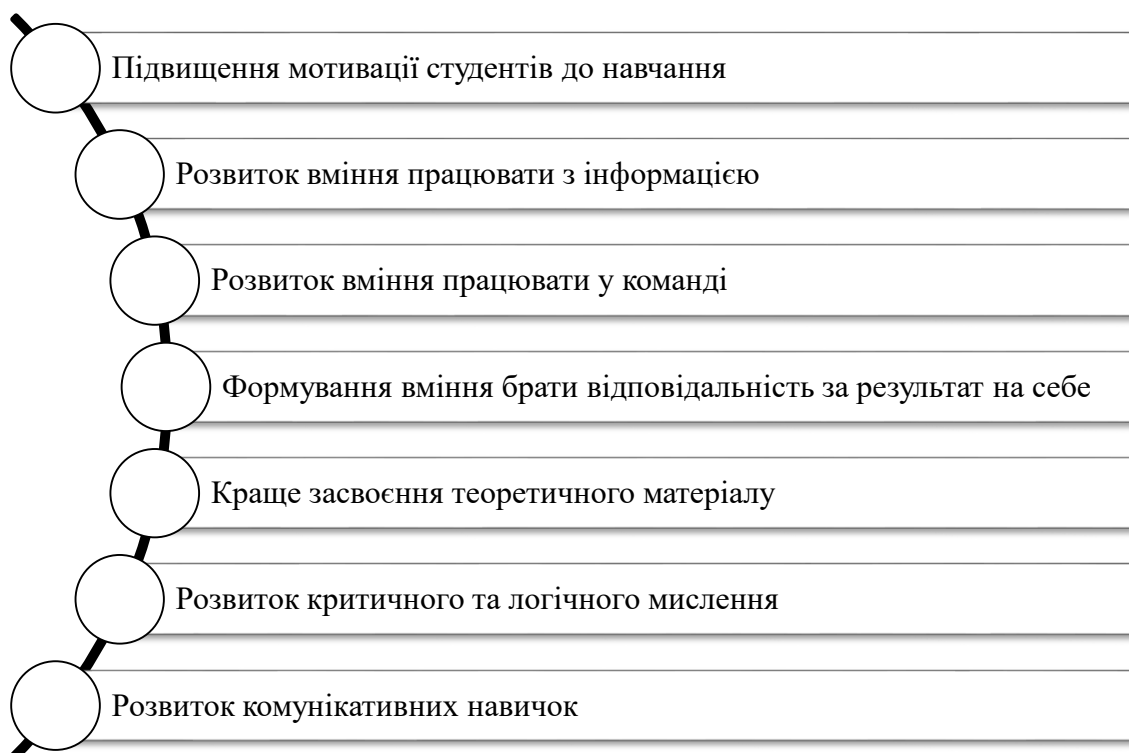 Підвищення мотивації студентів до навчання
Розвиток вміння працювати з інформацією
Розвиток вміння працювати у команді
Формування вміння брати відповідальність за результат на себе
Краще засвоєння теоретичного матеріалу
Розвиток критичного та логічного мислення
Розвиток комунікативних навичок